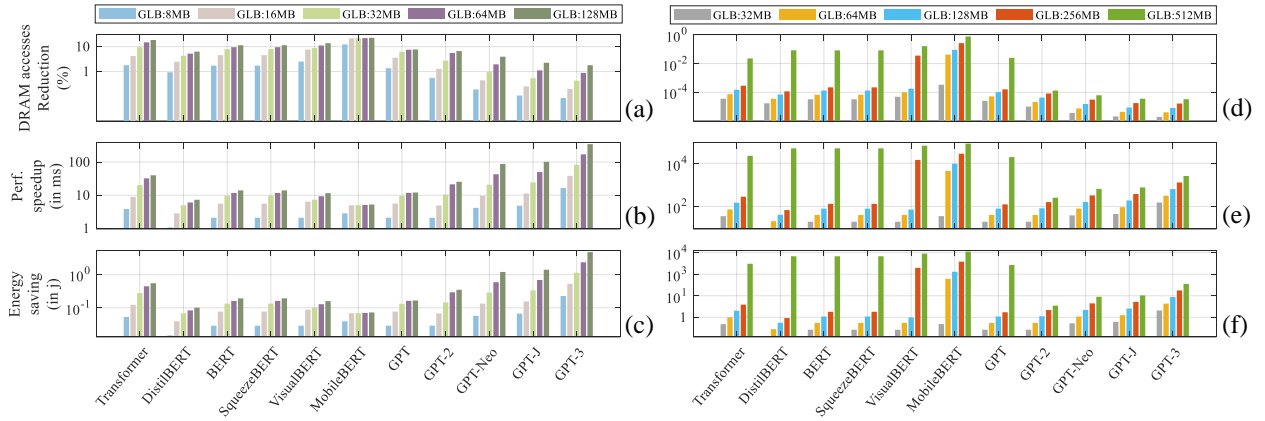 GLB:8MB GLB:16MB GLB:32MB GLB:64MB GLB:128MB
DRAM accesses
Reduction
(%)
10
1
(a)
Perf.
speedup
(in ms)
100
10
1
(b)
Energy
saving
(in j)
10^0
10^-1
(c)
Transformer
DistilBERT
BERT
SqueezeBERT
VisualBERT
MobileBERT
GPT
GPT-2
GPT-Neo
GPT-J
GPT-3
GLB:32MB GLB:64MB GLB:128MB GLB:256MB GLB:512MB
10^0
10^-2
10^-4
(d)
10^4
10^2
(e)
10^4
10^3
10^1
1
(f)
Transformer
DistilBERT
BERT
SqueezeBERT
VisualBERT
MobileBERT
GPT
GPT-2
GPT-Neo
GPT-J
GPT-3